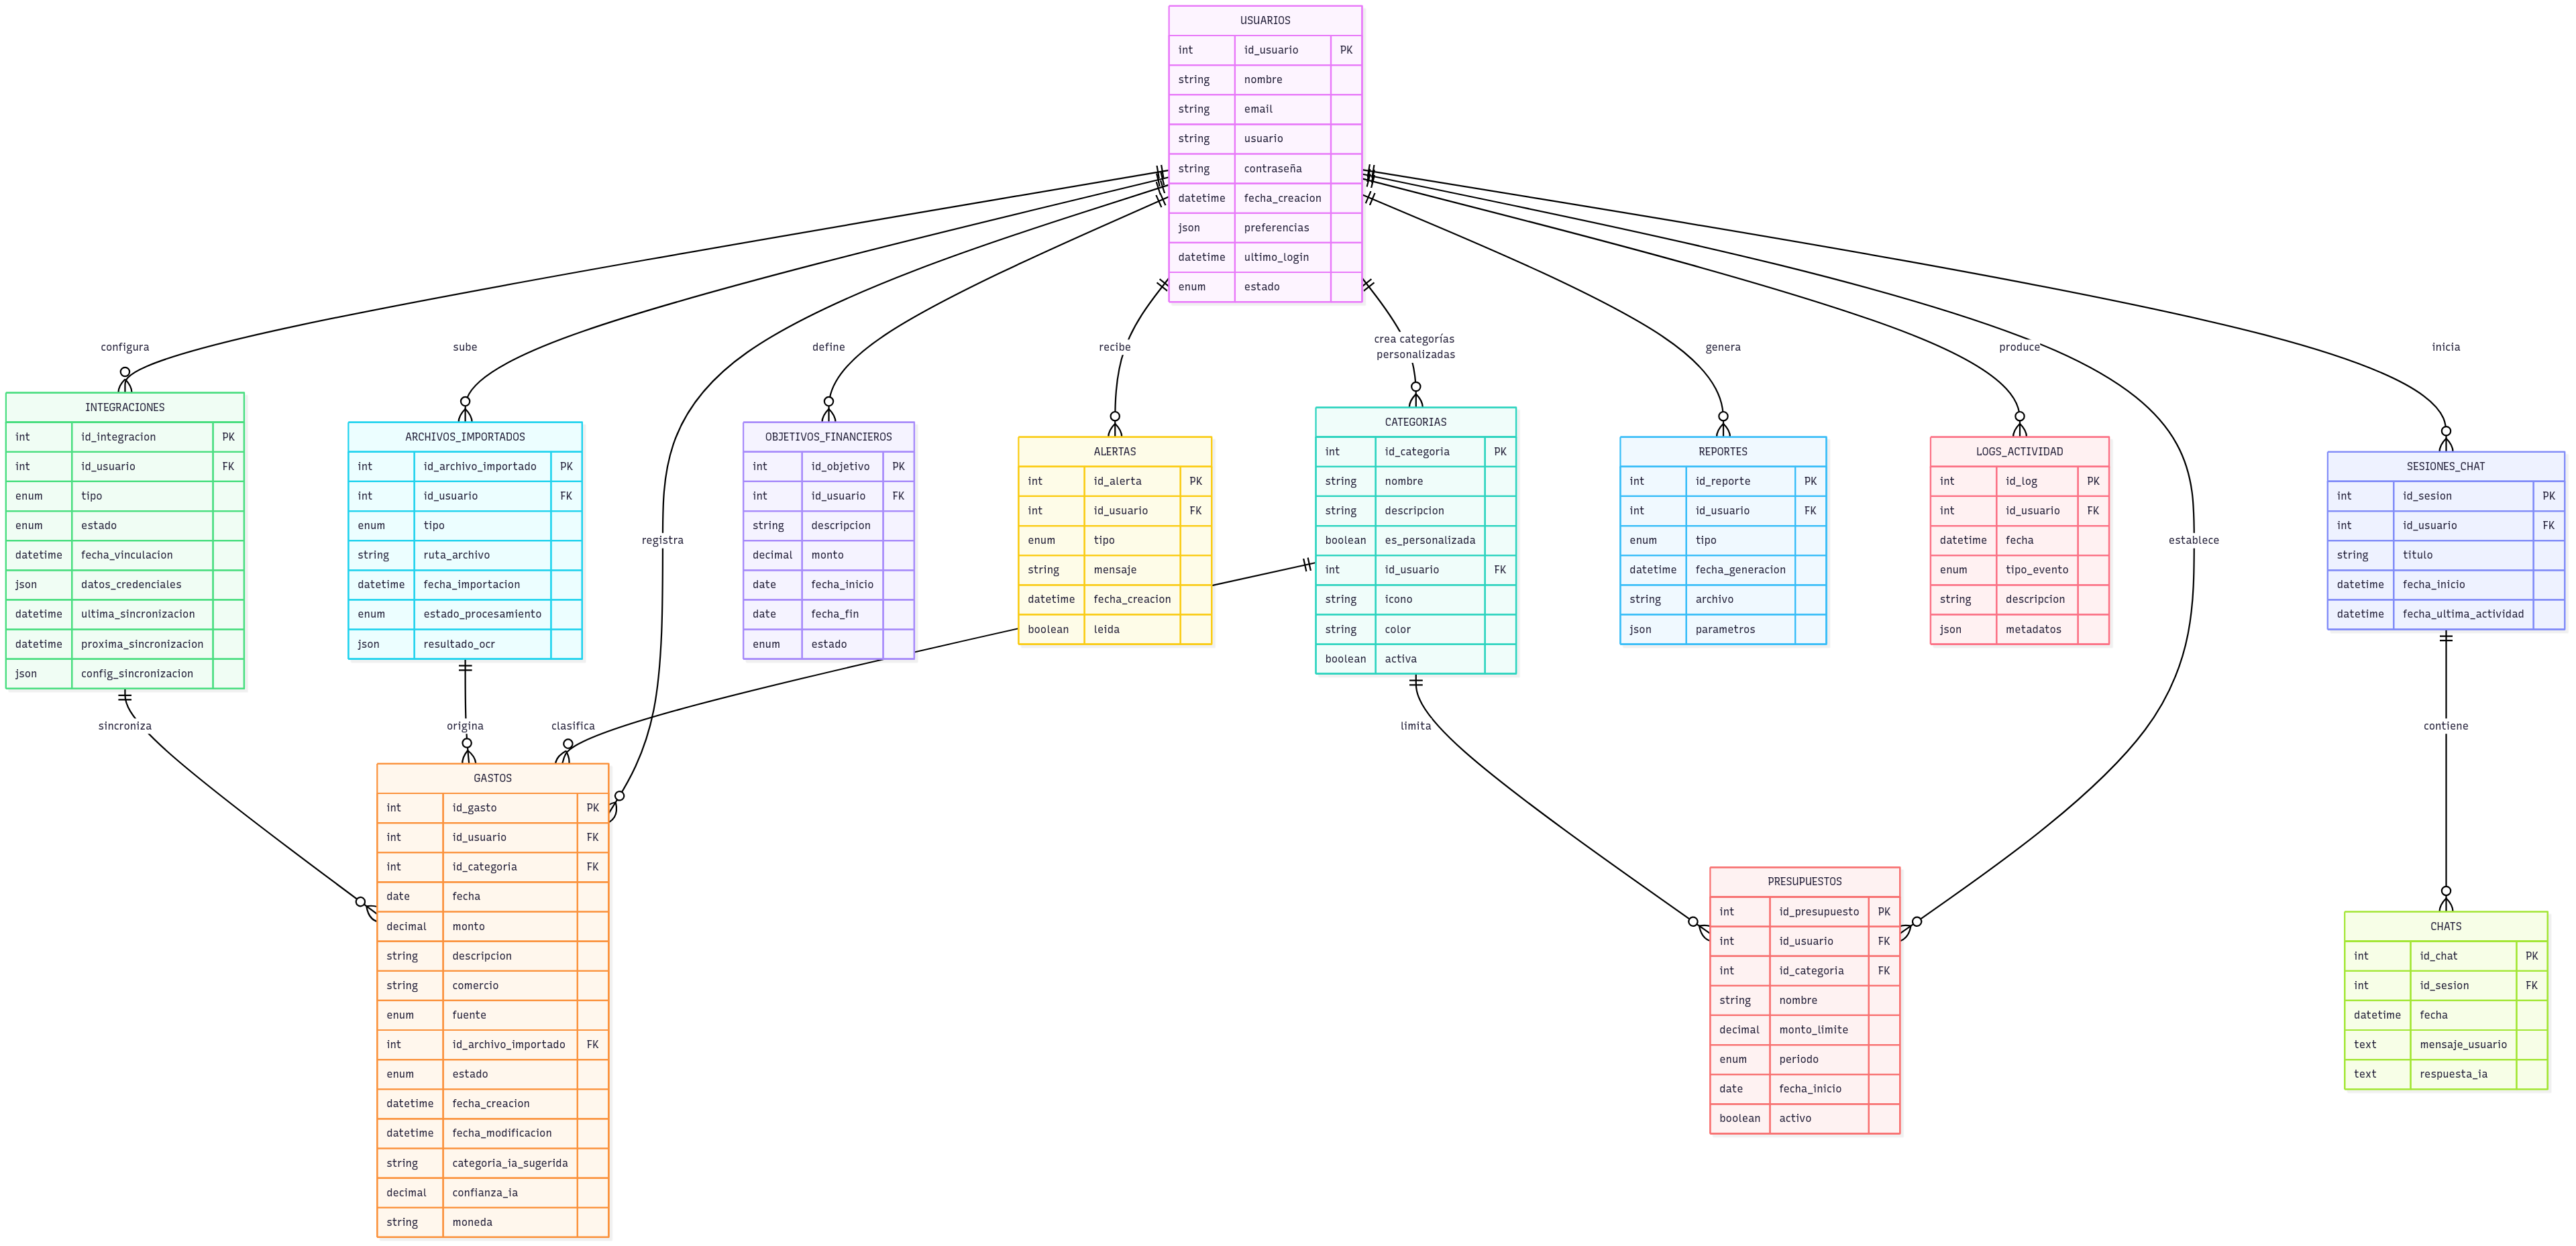 USUARIOS
int id_usuario PK
string nombre
string email
string usuario
string contraseña
datetime fecha_creacion
json preferencias
datetime ultimo_login
enum estado
configura
sube
define
recibe
crea categorías
personalizadas
genera
produce
inicia
registra
establece
INTEGRACIONES
int id_integracion PK
int id_usuario FK
enum tipo
enum estado
datetime fecha_vinculacion
json datos_credenciales
datetime ultima_sincronizacion
datetime proxima_sincronizacion
json config_sincronizacion
ARCHIVOS_IMPORTADOS
int id_archivo_importado PK
int id_usuario FK
enum tipo
string ruta_archivo
datetime fecha_importacion
enum estado_procesamiento
json resultado_ocr
OBJETIVOS_FINANCIEROS
int id_objetivo PK
int id_usuario FK
string descripcion
decimal monto
date fecha_inicio
date fecha_fin
enum estado
ALERTAS
int id_alerta PK
int id_usuario FK
enum tipo
string mensaje
datetime fecha_creacion
boolean leida
CATEGORIAS
int id_categoria PK
string nombre
string descripcion
boolean es_personalizada
int id_usuario FK
string icono
string color
boolean activa
REPORTES
int id_reporte PK
int id_usuario FK
enum tipo
datetime fecha_generacion
string archivo
json parametros
LOGS_ACTIVIDAD
int id_log PK
int id_usuario FK
datetime fecha
enum tipo_evento
string descripcion
json metadatos
SESIONES_CHAT
int id_sesion PK
int id_usuario FK
string titulo
datetime fecha_inicio
datetime fecha_ultima_actividad
sincroniza
origina
clasifica
limita
contiene
GASTOS
int id_gasto PK
int id_usuario FK
int id_categoria FK
date fecha
decimal monto
string descripcion
string comercio
enum fuente
int id_archivo_importado FK
enum estado
datetime fecha_creacion
datetime fecha_modificacion
string categoria_ia_sugerida
decimal confianza_ia
string moneda
PRESUPUESTOS
int id_presupuesto PK
int id_usuario FK
int id_categoria FK
string nombre
decimal monto_limite
enum periodo
date fecha_inicio
boolean activo
CHATS
int id_chat PK
int id_sesion FK
datetime fecha
text mensaje_usuario
text respuesta_ia